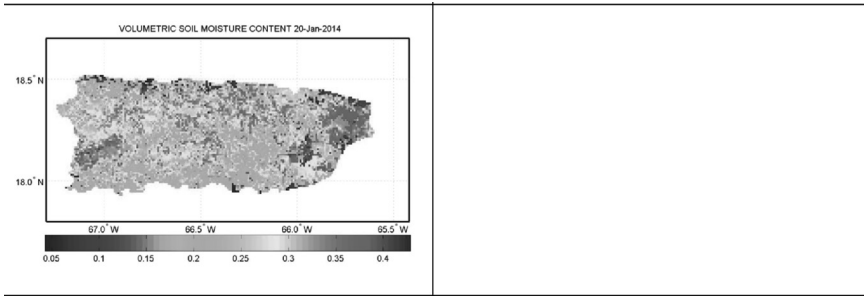 VOLUMETRIC SOIL MOISTURE CONTENT 20-Jan-2014
18.5° N
18.0° N
67.0° W 66.5° W 66.0° W 65.5° W
0.05 0.1 0.15 0.2 0.25 0.3 0.35 0.4